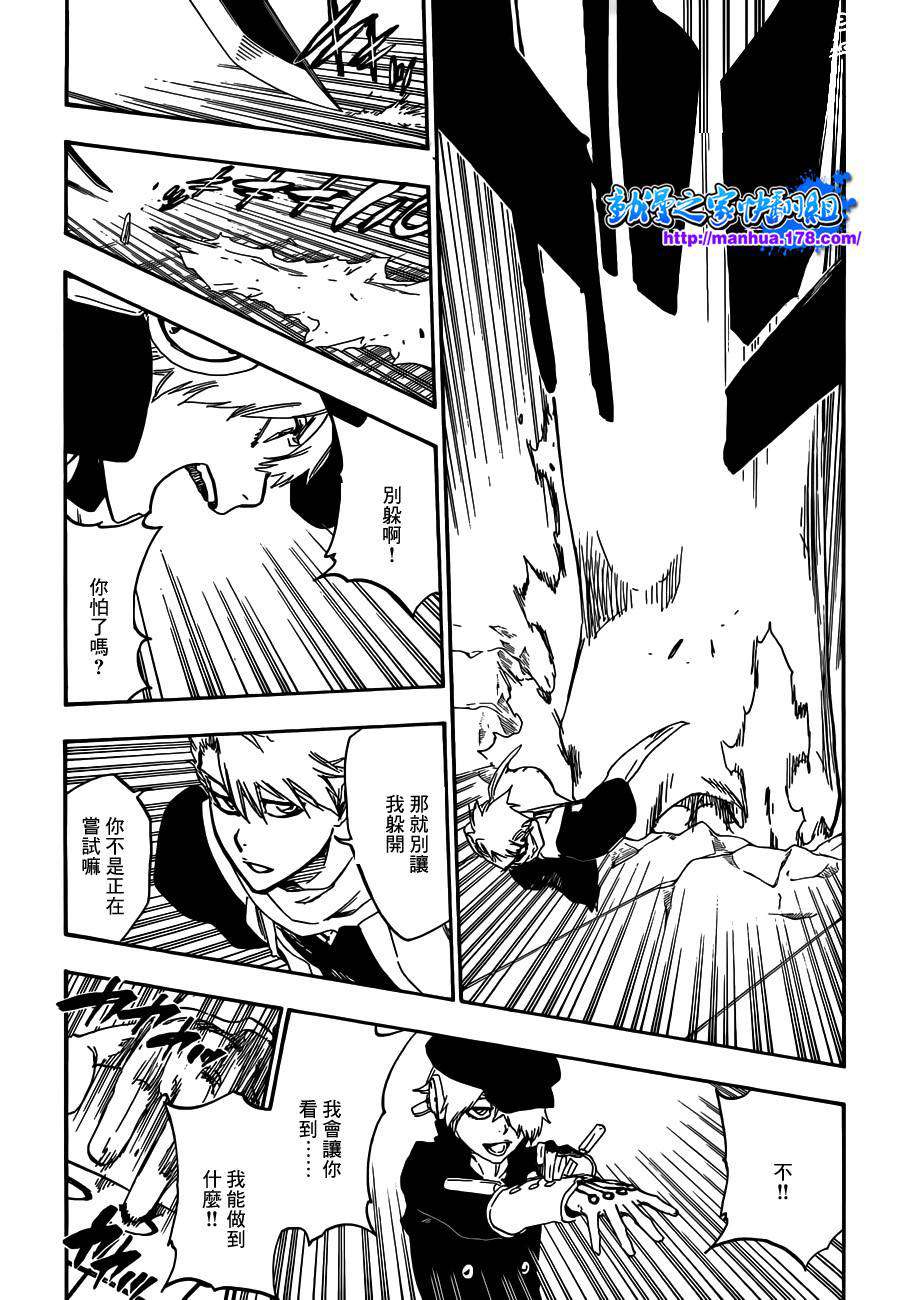 動漫之家快翻組
http://manhua.178.com/
別躲啊！
你怕了嗎？
那就別讓
我躲開
你不是正在
嘗試嘛
不!!
我會讓你
看到……
我能做到
什麼!!